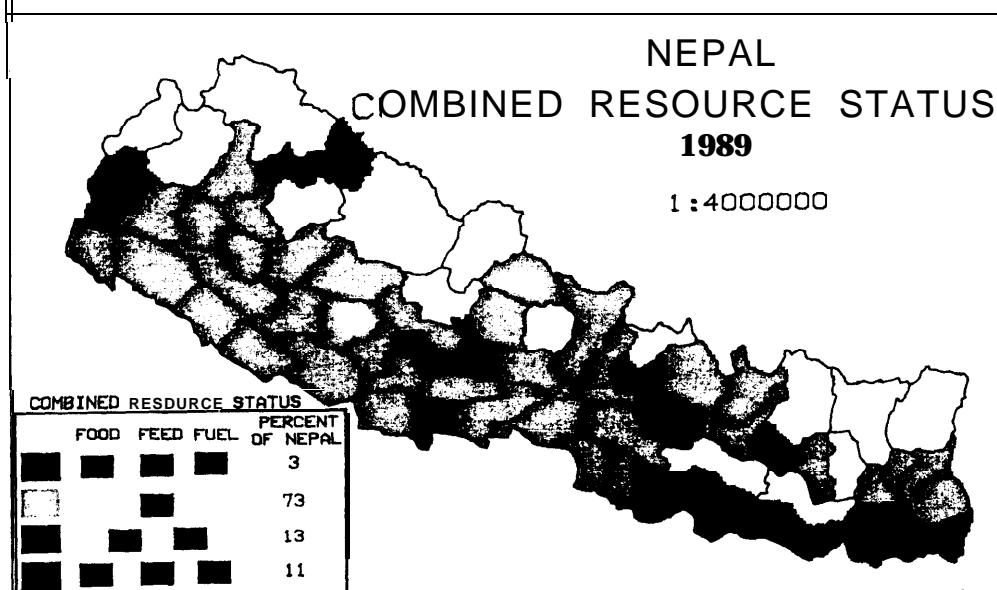 NEPAL
COMBINED RESOURCE STATUS
1989
1:4000000
COMBINED RESDURCE STATUS
FOOD FEED FUEL PERCENT OF NEPAL
3
73
13
11